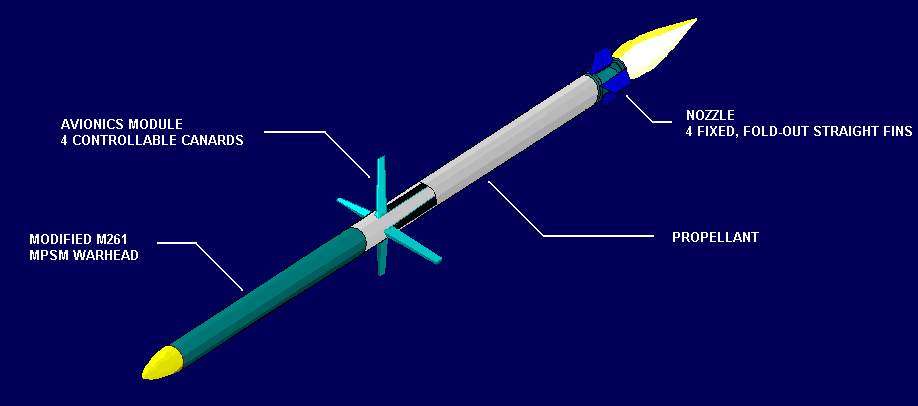 AVIONICS MODULE
4 CONTROLLABLE CANARDS
NOZZLE
4 FIXED, FOLD-OUT STRAIGHT FINS
MODIFIED M261
MPSM WARHEAD
PROPELLANT